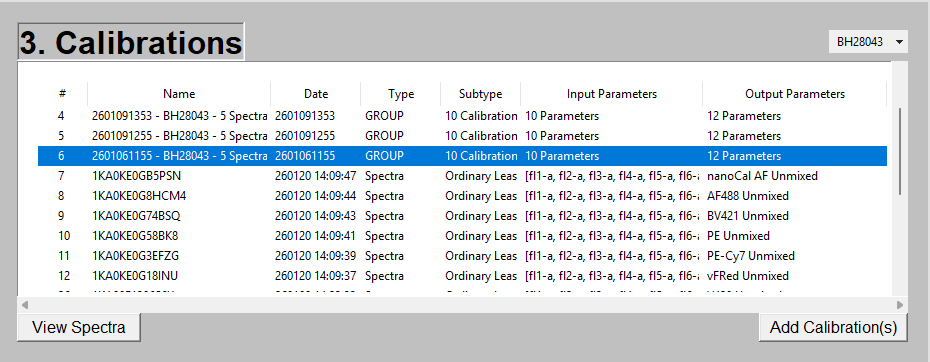 3. Calibrations
BH28043
# Name Date Type Subtype Input Parameters Output Parameters
4 2601091353 - BH28043 - 5 Spectra 2601091353 GROUP 10 Calibration 10 Parameters 12 Parameters
5 2601091255 - BH28043 - 5 Spectra 2601091255 GROUP 10 Calibration 10 Parameters 12 Parameters
6 2601061155 - BH28043 - 5 Spectra 2601061155 GROUP 10 Calibration 10 Parameters 12 Parameters
7 1KA0KE0GB5PSN 260120 14:09:47 Spectra Ordinary Leas [fl1-a, fl2-a, fl3-a, fl4-a, fl5-a, fl6-a nanoCal AF Unmixed
8 1KA0KE0G8HCM4 260120 14:09:44 Spectra Ordinary Leas [fl1-a, fl2-a, fl3-a, fl4-a, fl5-a, fl6-a AF488 Unmixed
9 1KA0KE0G74BSQ 260120 14:09:43 Spectra Ordinary Leas [fl1-a, fl2-a, fl3-a, fl4-a, fl5-a, fl6-a BV421 Unmixed
10 1KA0KE0G58BK8 260120 14:09:41 Spectra Ordinary Leas [fl1-a, fl2-a, fl3-a, fl4-a, fl5-a, fl6-a PE Unmixed
11 1KA0KE0G3EFZG 260120 14:09:39 Spectra Ordinary Leas [fl1-a, fl2-a, fl3-a, fl4-a, fl5-a, fl6-a PE-Cy7 Unmixed
12 1KA0KE0G18INU 260120 14:09:37 Spectra Ordinary Leas [fl1-a, fl2-a, fl3-a, fl4-a, fl5-a, fl6-a vFRed Unmixed
View Spectra
Add Calibration(s)